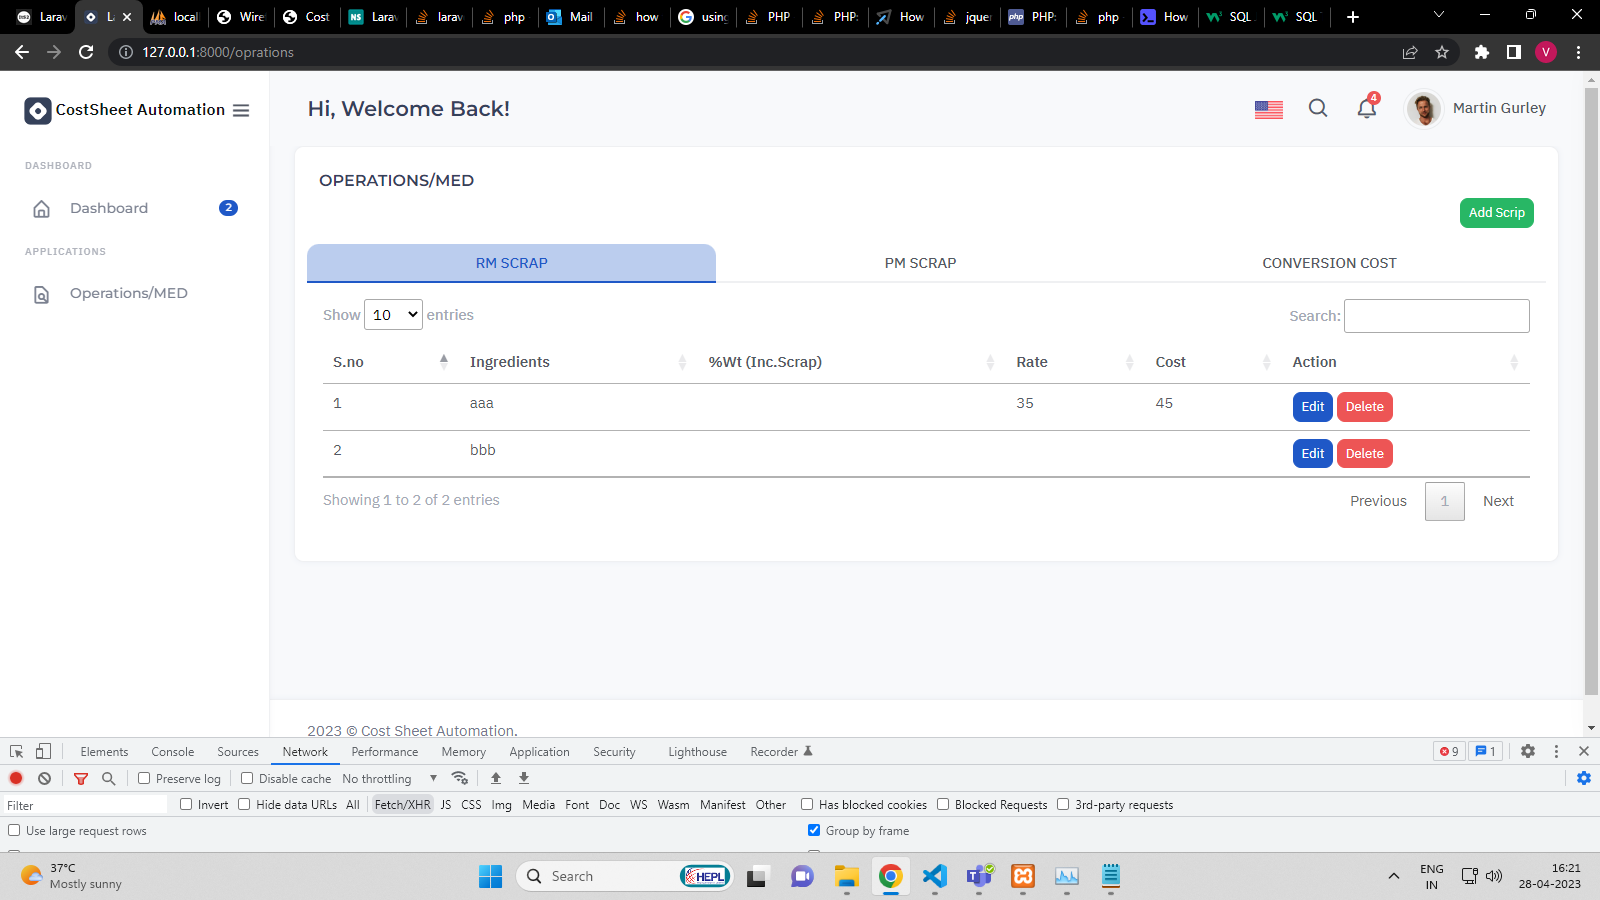 Larav
La
locall
Wire
Cost
Larav
larave
php
Mail
how
using
PHP
PHP:
How
jquer
PHP:
php
How
SQL
SQL
127.0.0.1:8000/oprations
V
CostSheet Automation
Hi, Welcome Back!
4
Martin Gurley
DASHBOARD
Dashboard
2
APPLICATIONS
Operations/MED
OPERATIONS/MED
Add Scrip
RM SCRAP
PM SCRAP
CONVERSION COST
Show 10 entries
Search:
S.no Ingredients %Wt (Inc.Scrap) Rate Cost Action
1 aaa 35 45 Edit Delete
2 bbb Edit Delete
Showing 1 to 2 of 2 entries
Previous 1 Next
2023 © Cost Sheet Automation.
Elements Console Sources Network Performance Memory Application Security Lighthouse Recorder 9 1
Preserve log Disable cache No throttling
Filter Invert Hide data URLs All Fetch/XHR JS CSS Img Media Font Doc WS Wasm Manifest Other Has blocked cookies Blocked Requests 3rd-party requests
Use large request rows Group by frame
37°C
Mostly sunny
Search
HEPL
ENG
IN
16:21
28-04-2023